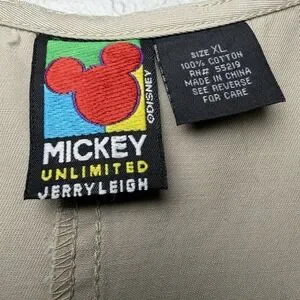 ©DISNEY
MICKEY
UNLIMITED
JERRY LEIGH
SIZE XL
100% COTTON
RN# 55219
MADE IN CHINA
SEE REVERSE
FOR CARE